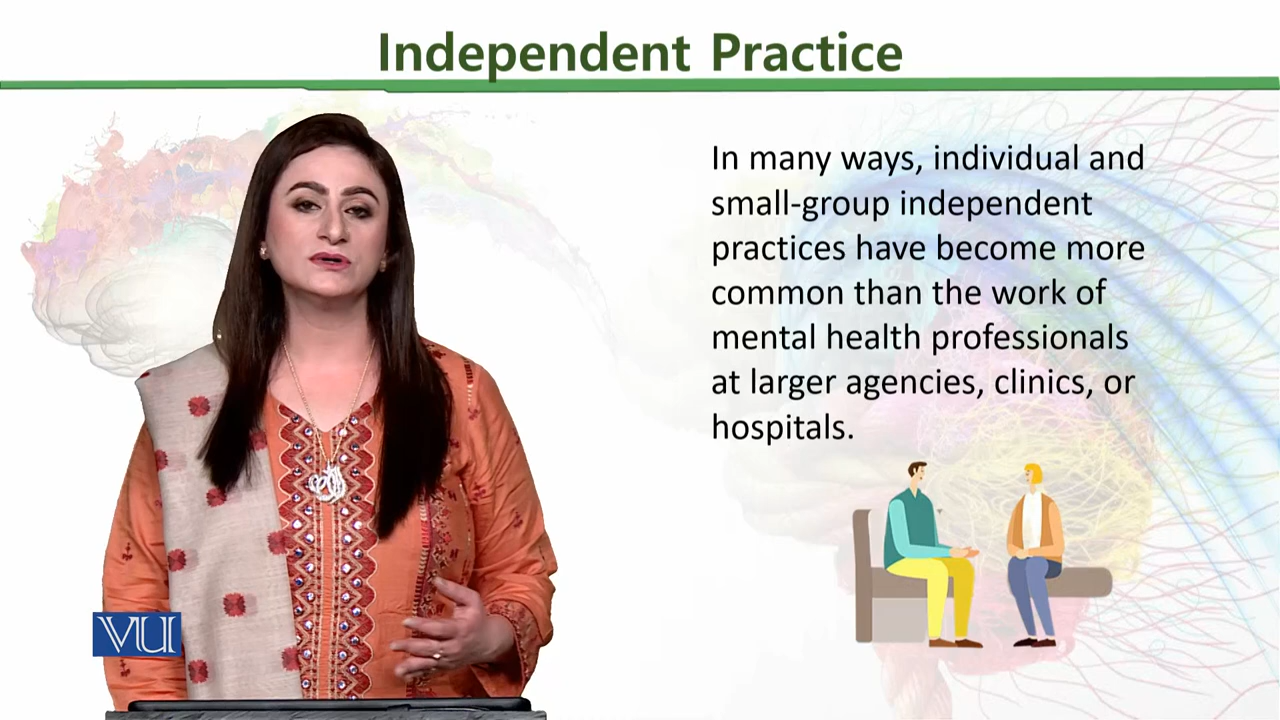 Independent Practice
In many ways, individual and
small-group independent
practices have become more
common than the work of
mental health professionals
at larger agencies, clinics, or
hospitals.
VU